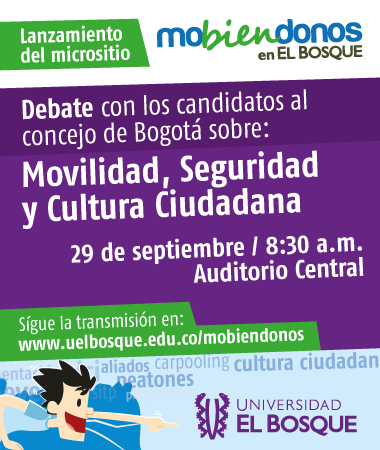 Lanzamiento
del micrositio
mobiendonos
en EL BOSQUE
Debate con los candidatos al
concejo de Bogotá sobre:
Movilidad, Seguridad
y Cultura Ciudadana
29 de septiembre / 8:30 a.m.
Auditorio Central
Sígue la transmisión en:
www.uelbosque.edu.co/mobiendonos
carpooling cultura ciudadan
peatones
sitp
UNIVERSIDAD
EL BOSQUE